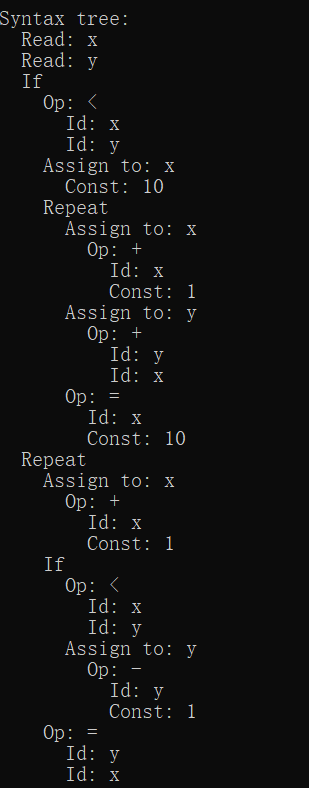 Syntax tree:
  Read: x
  Read: y
  If
    Op: <
      Id: x
      Id: y
    Assign to: x
      Const: 10
    Repeat
      Assign to: x
        Op: +
          Id: x
          Const: 1
      Assign to: y
        Op: +
          Id: y
          Id: x
      Op: =
        Id: x
        Const: 10
  Repeat
    Assign to: x
      Op: +
        Id: x
        Const: 1
    If
      Op: <
        Id: x
        Id: y
      Assign to: y
        Op: -
          Id: y
          Const: 1
    Op: =
      Id: y
      Id: x